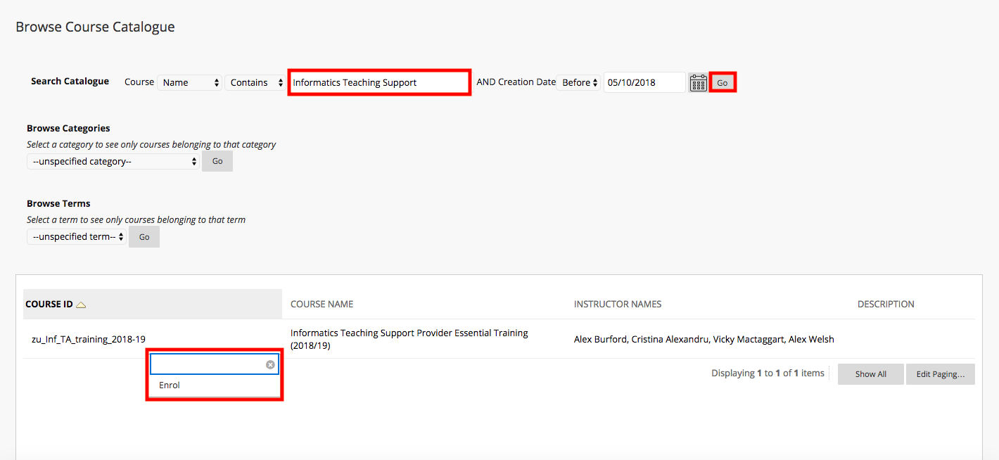 Browse Course Catalogue
Search Catalogue Course Name Contains Informatics Teaching Support AND Creation Date Before 05/10/2018 Go
Browse Categories
Select a category to see only courses belonging to that category
--unspecified category-- Go
Browse Terms
Select a term to see only courses belonging to that term
--unspecified term-- Go
COURSE ID COURSE NAME INSTRUCTOR NAMES DESCRIPTION
zu_Inf_TA_training_2018-19 Informatics Teaching Support Provider Essential Training
(2018/19) Alex Burford, Cristina Alexandru, Vicky Mactaggart, Alex Welsh
Enrol
Displaying 1 to 1 of 1 items Show All Edit Paging...